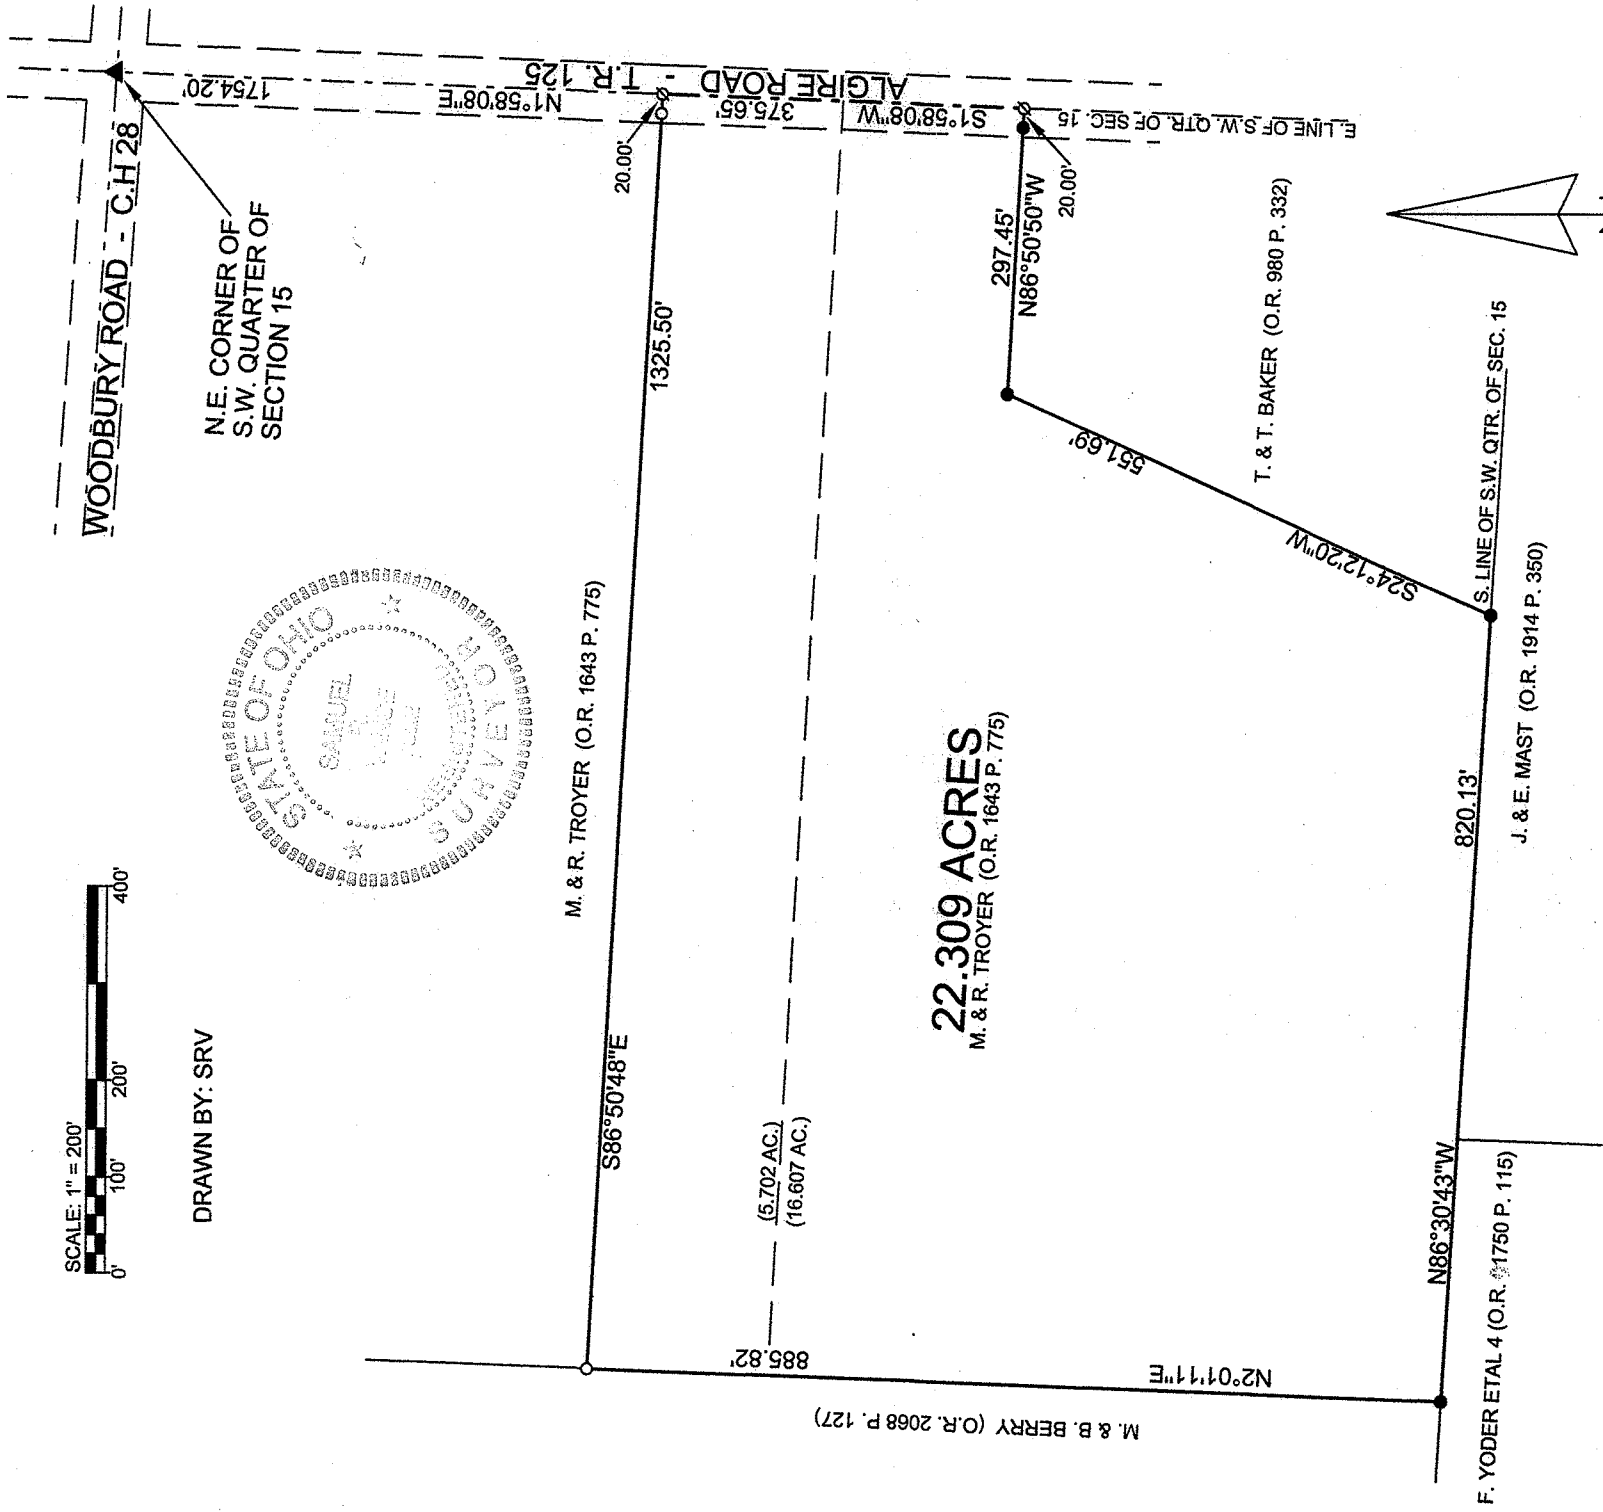 WOODBURY ROAD - C.H 28
N.E. CORNER OF
S.W. QUARTER OF
SECTION 15
1754.20'
N1°58'08"E
ALGIRE ROAD - T.R. 125
375.65'
S1°58'08"W
E. LINE OF S.W. QTR. OF SEC. 15
20.00'
20.00'
1325.50'
S86°50'48"E
297.45'
N86°50'50"W
551.69'
S24°12'20"W
T. & T. BAKER (O.R. 980 P. 332)
S. LINE OF S.W. QTR. OF SEC. 15
J. & E. MAST (O.R. 1914 P. 350)
820.13'
N86°30'43"W
F. YODER ETAL 4 (O.R. 1750 P. 115)
N2°01'11"E
885.82'
M. & B. BERRY (O.R. 2068 P. 127)
M. & R. TROYER (O.R. 1643 P. 775)
22.309 ACRES
M. & R. TROYER (O.R. 1643 P. 775)
(5.702 AC.)
(16.607 AC.)
STATE OF OHIO
SAMUEL
SURVEYOR
SCALE: 1" = 200'
0' 100' 200' 400'
DRAWN BY: SRV